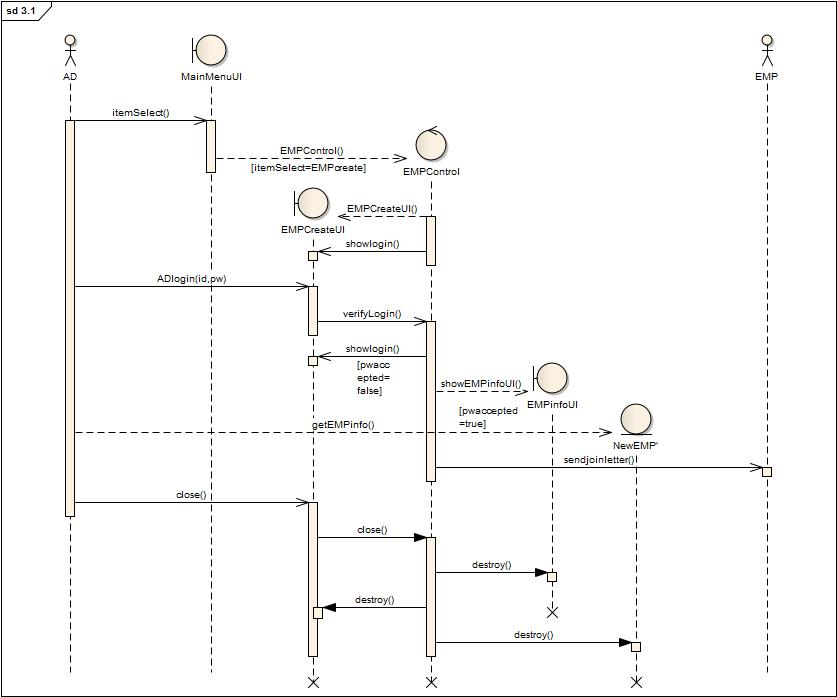 sd 3.1
AD
MainMenuUI
EMP
itemSelect()
EMPControl()
[itemSelect=EMPcreate]
EMPControl
EMPCreateUI()
EMPCreateUI
showlogin()
ADlogin(id,pw)
verifyLogin()
showlogin()
[pwacc
epted=
false]
showEMPinfoUI()
EMPinfoUI
[pwaccepted
=true]
getEMPinfo()
NewEMP'
sendjoinletter()
close()
close()
destroy()
destroy()
destroy()